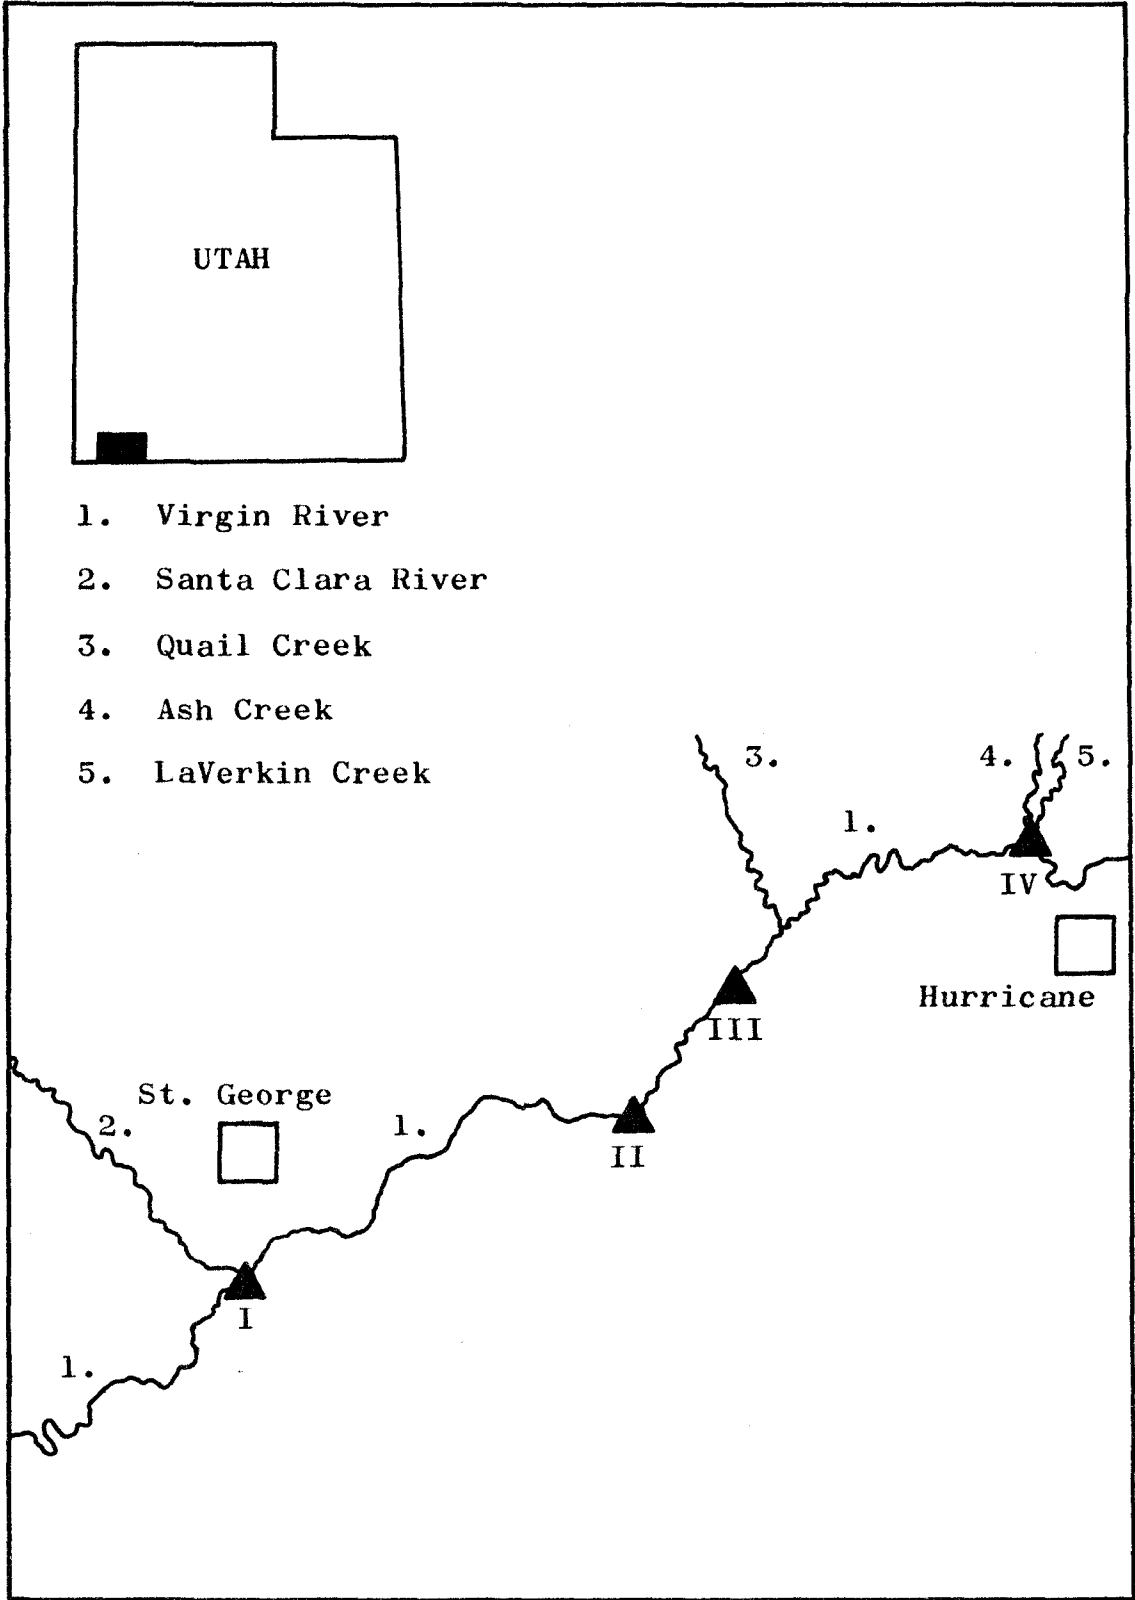 UTAH
1. Virgin River
2. Santa Clara River
3. Quail Creek
4. Ash Creek
5. LaVerkin Creek
3.
4.
5.
1.
IV
Hurricane
III
St. George
2.
1.
II
I
1.